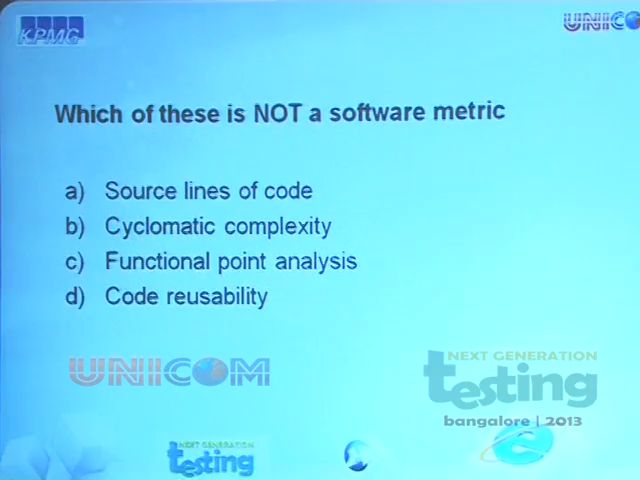 KPMG
UNICO
Which of these is NOT a software metric
a) Source lines of code
b) Cyclomatic complexity
c) Functional point analysis
d) Code reusability
UNICOM
NEXT GENERATION
testing
bangalore | 2013
NEXT GENERATION
testing